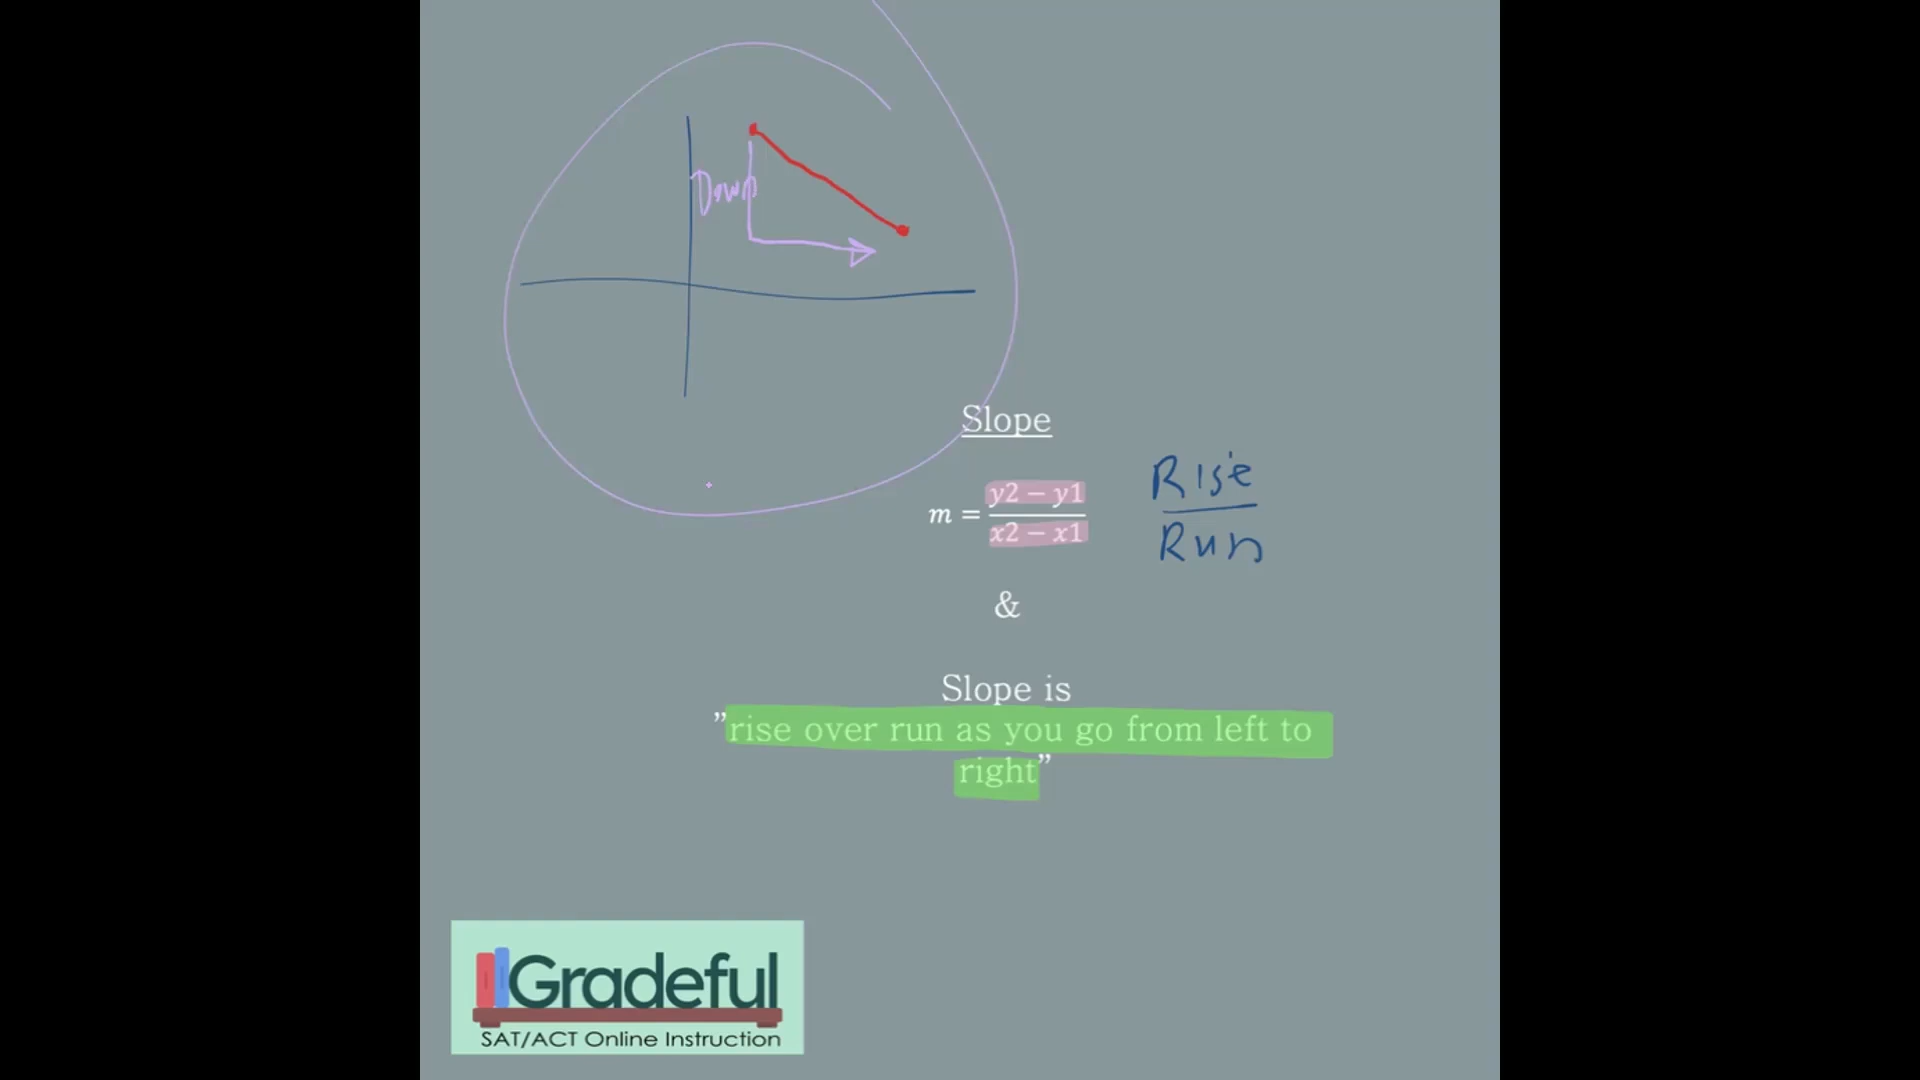 Down
Slope
m = y2 − y1 / x2 − x1
Rise
Run
&
Slope is
"rise over run as you go from left to
right"
Gradeful
SAT/ACT Online Instruction